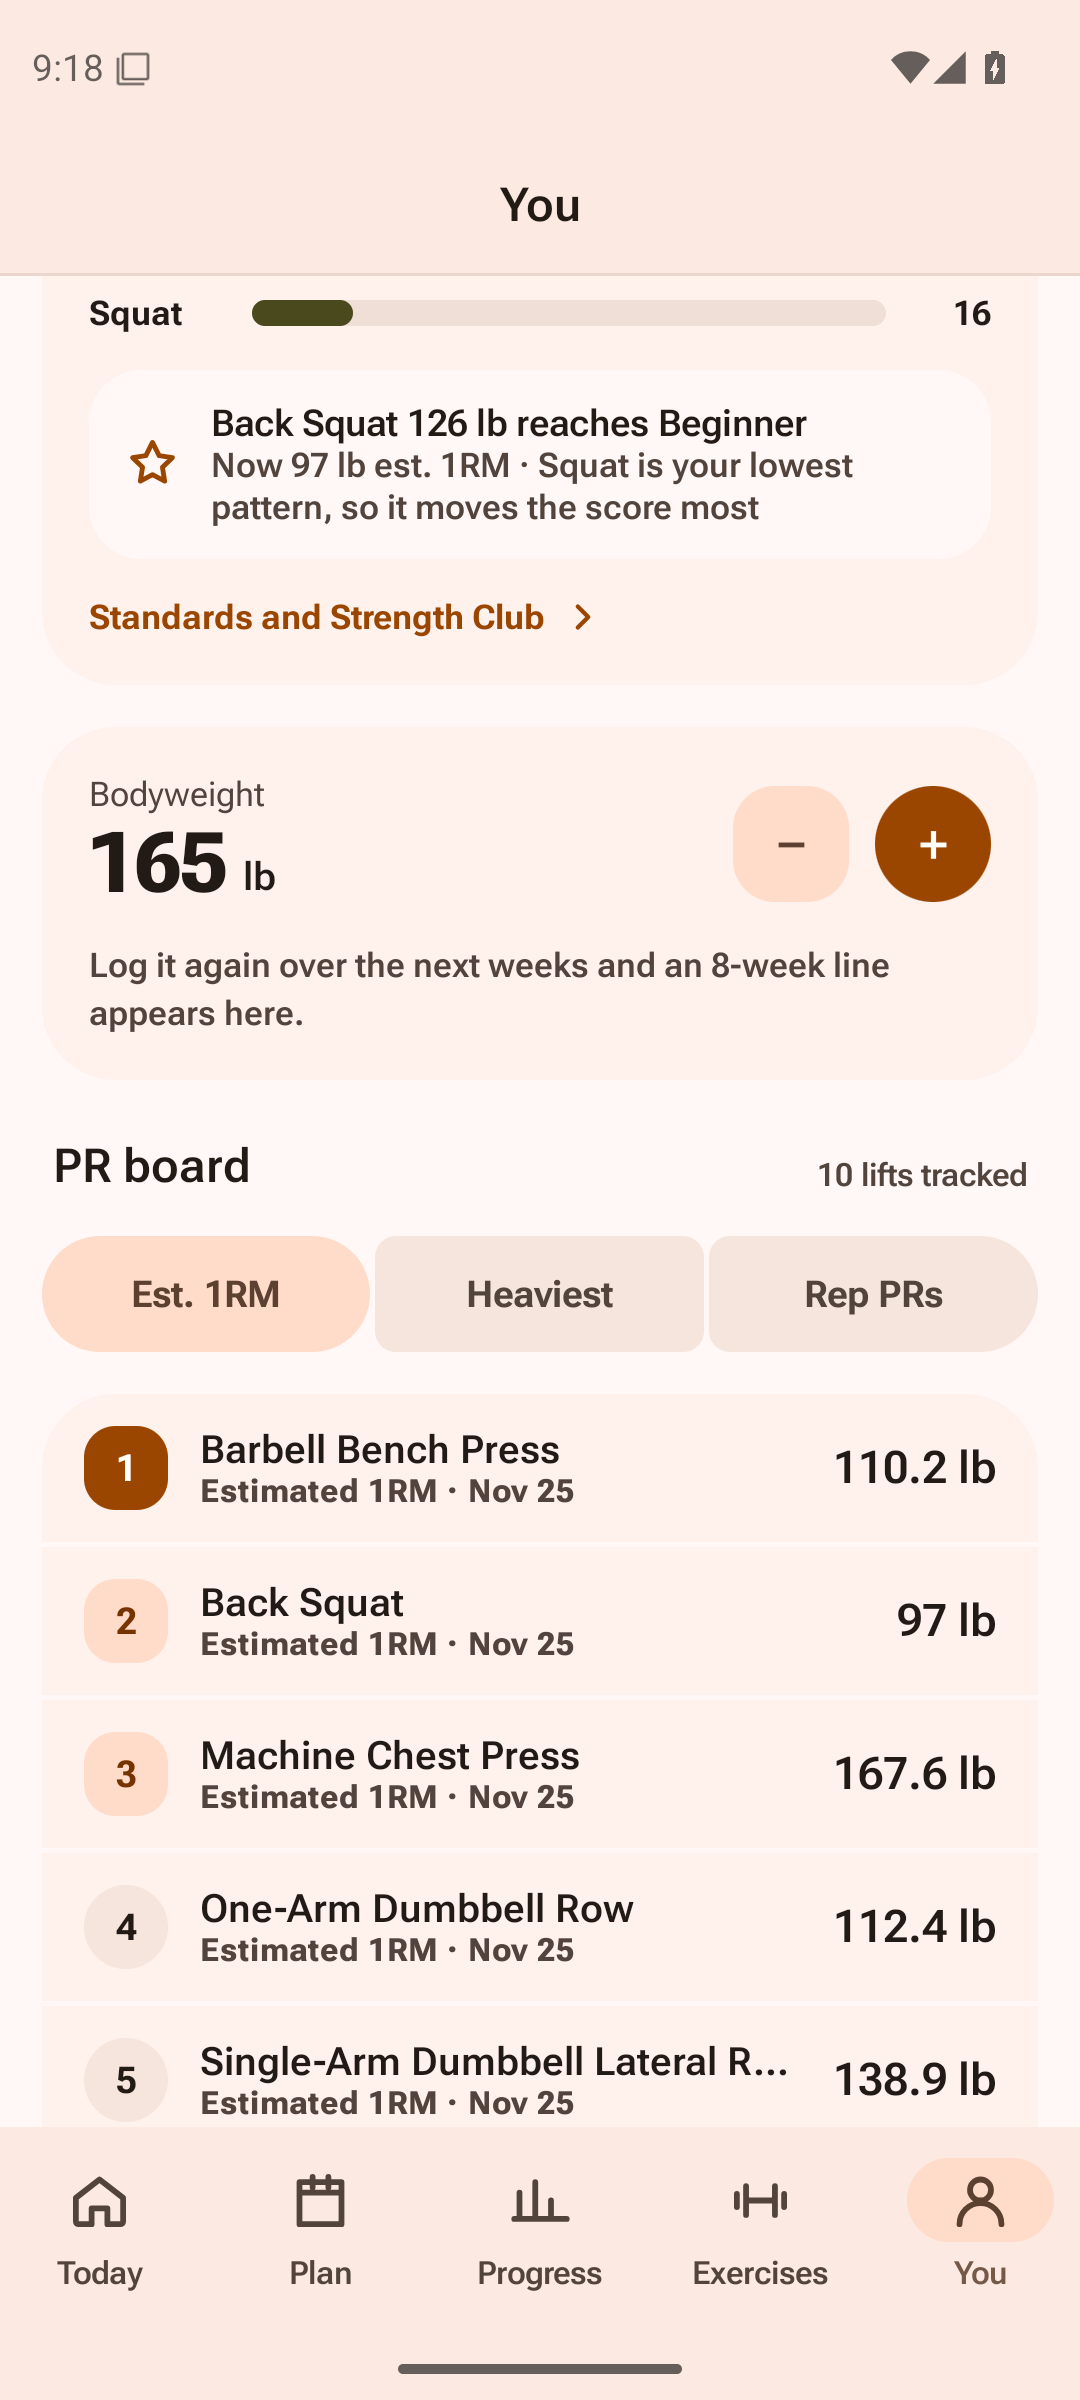 9:18
You
Squat 16
Back Squat 126 lb reaches Beginner
Now 97 lb est. 1RM · Squat is your lowest
pattern, so it moves the score most
Standards and Strength Club
Bodyweight
165 lb
− +
Log it again over the next weeks and an 8-week line
appears here.
PR board
10 lifts tracked
Est. 1RM Heaviest Rep PRs
1 Barbell Bench Press 110.2 lb
Estimated 1RM · Nov 25
2 Back Squat 97 lb
Estimated 1RM · Nov 25
3 Machine Chest Press 167.6 lb
Estimated 1RM · Nov 25
4 One-Arm Dumbbell Row 112.4 lb
Estimated 1RM · Nov 25
5 Single-Arm Dumbbell Lateral R... 138.9 lb
Estimated 1RM · Nov 25
Today Plan Progress Exercises You